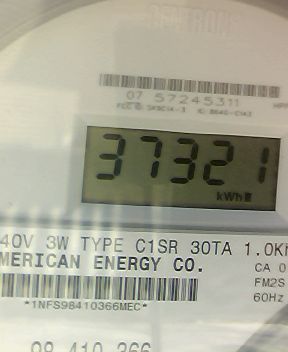 CENTRON
07 57245311
37321
kWh
40V 3W TYPE C1SR 30TA 1.0K
MERICAN ENERGY CO.
CA 0
FM2S
60Hz
*1NFS98410366MEC*
98 410 366